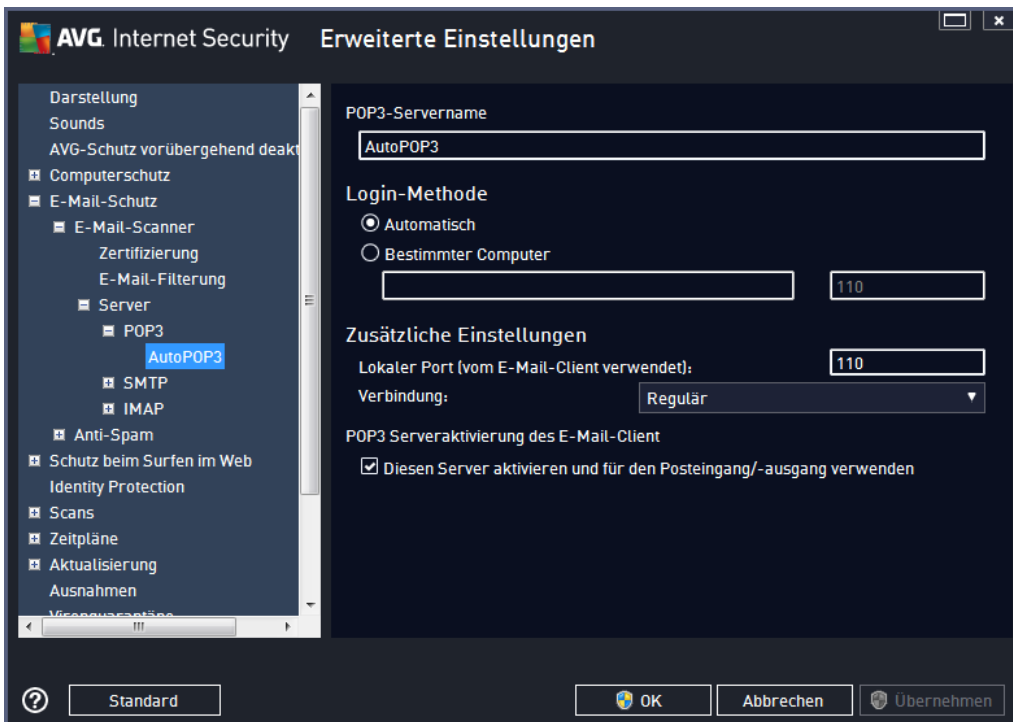 AVG. Internet Security Erweiterte Einstellungen
Darstellung
Sounds
AVG-Schutz vorübergehend deakt
Computerschutz
E-Mail-Schutz
E-Mail-Scanner
Zertifizierung
E-Mail-Filterung
Server
POP3
AutoPOP3
SMTP
IMAP
Anti-Spam
Schutz beim Surfen im Web
Identity Protection
Scans
Zeitpläne
Aktualisierung
Ausnahmen
Virenquarantäne
POP3-Servername
AutoPOP3
Login-Methode
Automatisch
Bestimmter Computer
110
Zusätzliche Einstellungen
Lokaler Port (vom E-Mail-Client verwendet): 110
Verbindung: Regulär
POP3 Serveraktivierung des E-Mail-Client
Diesen Server aktivieren und für den Posteingang/-ausgang verwenden
? Standard OK Abbrechen Übernehmen